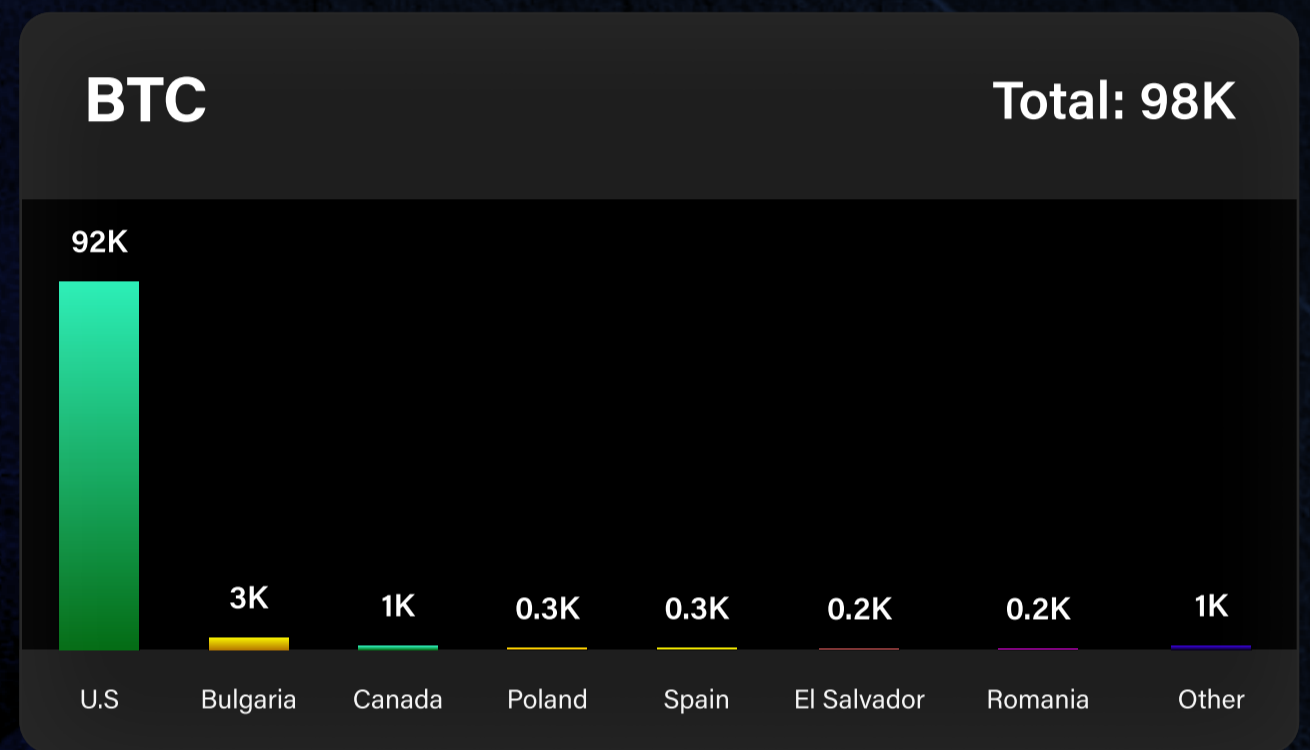 BTC
Total: 98K
92K
3K
1K
0.3K
0.3K
0.2K
0.2K
1K
U.S
Bulgaria
Canada
Poland
Spain
El Salvador
Romania
Other